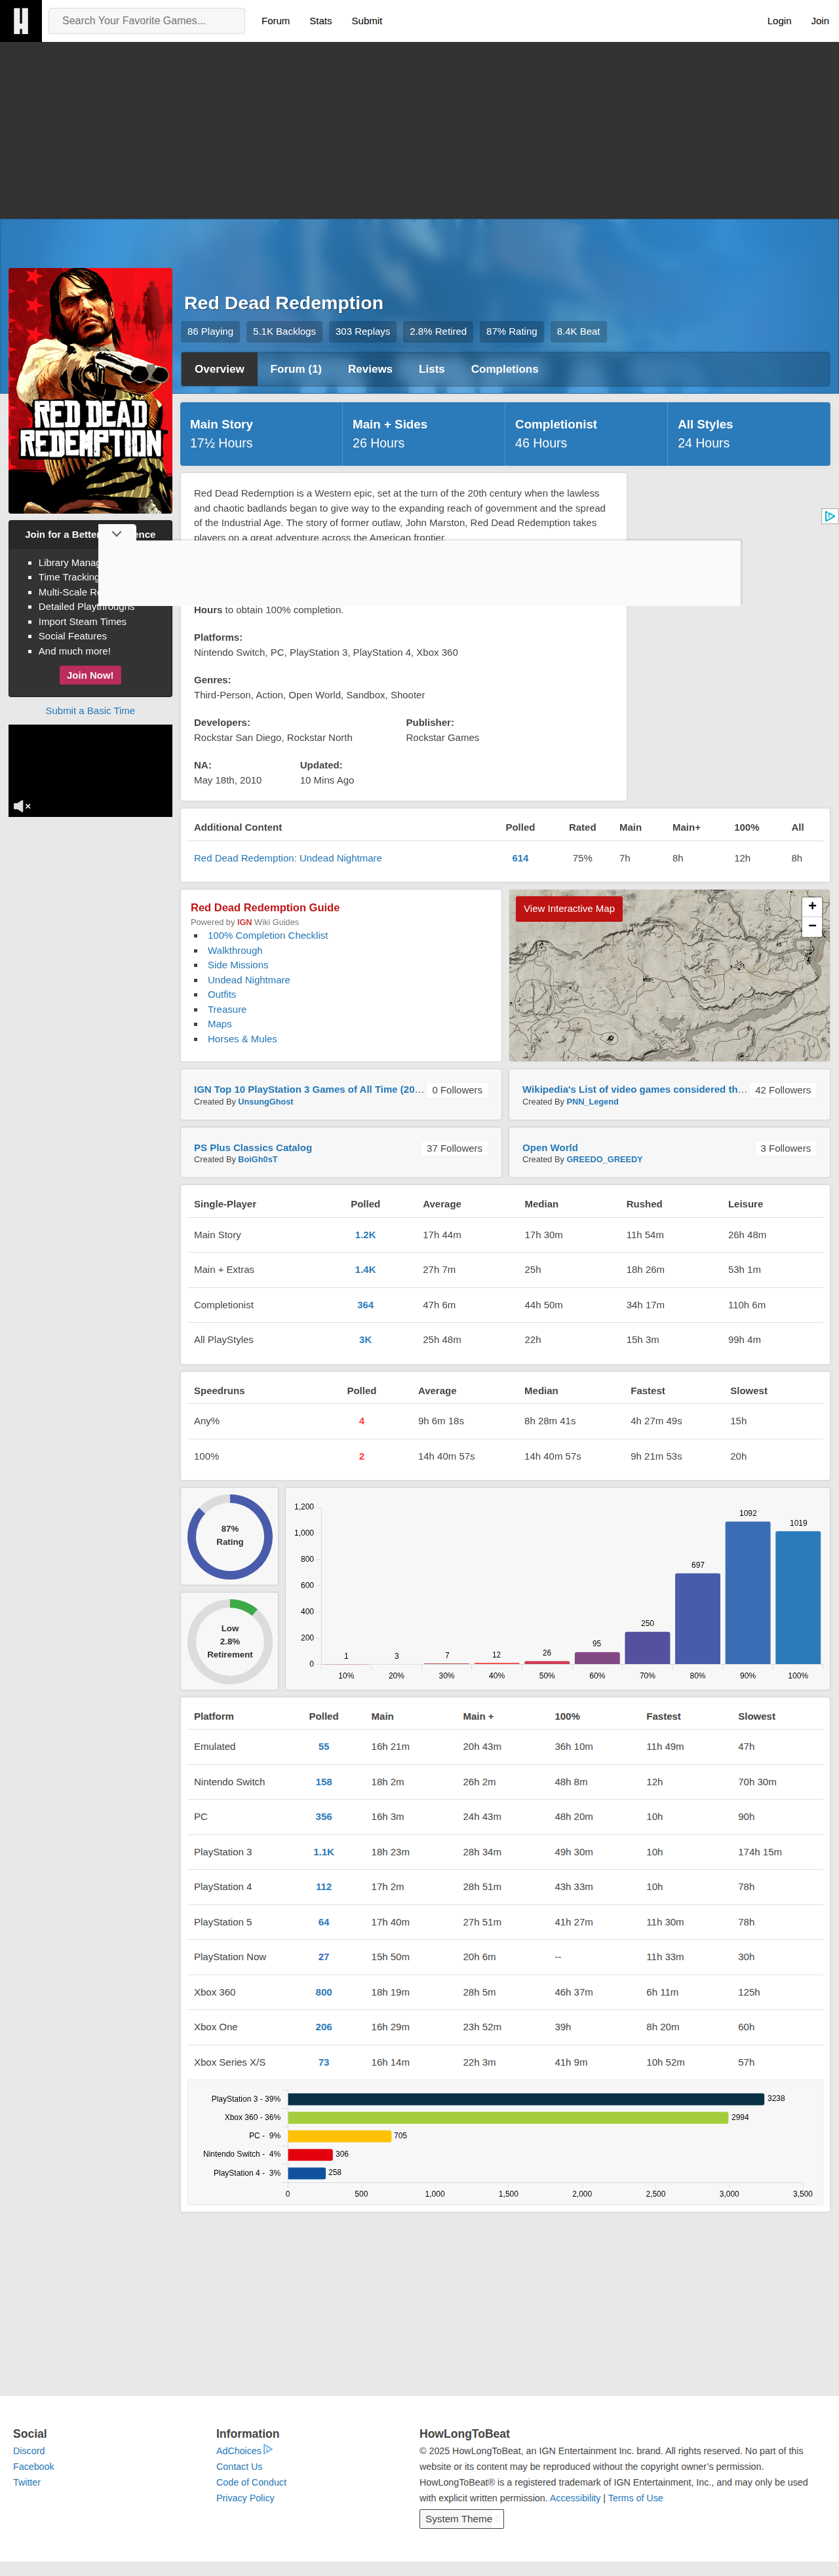 H
Search Your Favorite Games...
Forum
Stats
Submit
Login
Join
Red Dead Redemption
86 Playing
5.1K Backlogs
303 Replays
2.8% Retired
87% Rating
8.4K Beat
Overview
Forum (1)
Reviews
Lists
Completions
RED DEAD
REDEMPTION
Main Story
17½ Hours
Main + Sides
26 Hours
Completionist
46 Hours
All Styles
24 Hours
Red Dead Redemption is a Western epic, set at the turn of the 20th century when the lawless
and chaotic badlands began to give way to the expanding reach of government and the spread
of the Industrial Age. The story of former outlaw, John Marston, Red Dead Redemption takes
players on a great adventure across the American frontier.
Hours to obtain 100% completion.
Platforms:
Nintendo Switch, PC, PlayStation 3, PlayStation 4, Xbox 360
Genres:
Third-Person, Action, Open World, Sandbox, Shooter
Developers:
Rockstar San Diego, Rockstar North
Publisher:
Rockstar Games
NA:
May 18th, 2010
Updated:
10 Mins Ago
Join for a Better
Library
Time Tracking
Multi-Scale
Detailed Playthroughs
Import Steam Times
Social Features
And much more!
Join Now!
Submit a Basic Time
Additional Content Polled Rated Main Main+ 100% All
Red Dead Redemption: Undead Nightmare 614 75% 7h 8h 12h 8h
Red Dead Redemption Guide
Powered by IGN Wiki Guides
100% Completion Checklist
Walkthrough
Side Missions
Undead Nightmare
Outfits
Treasure
Maps
Horses & Mules
View Interactive Map
+
−
IGN Top 10 PlayStation 3 Games of All Time (20... 0 Followers
Created By UnsungGhost
Wikipedia's List of video games considered th... 42 Followers
Created By PNN_Legend
PS Plus Classics Catalog 37 Followers
Created By BoiGh0sT
Open World 3 Followers
Created By GREEDO_GREEDY
Single-Player Polled Average Median Rushed Leisure
Main Story 1.2K 17h 44m 17h 30m 11h 54m 26h 48m
Main + Extras 1.4K 27h 7m 25h 18h 26m 53h 1m
Completionist 364 47h 6m 44h 50m 34h 17m 110h 6m
All PlayStyles 3K 25h 48m 22h 15h 3m 99h 4m
Speedruns Polled Average Median Fastest Slowest
Any% 4 9h 6m 18s 8h 28m 41s 4h 27m 49s 15h
100% 2 14h 40m 57s 14h 40m 57s 9h 21m 53s 20h
87%
Rating
Low
2.8%
Retirement
1,200
1,000
800
600
400
200
0
1 3 7 12 26 95 250 697 1092 1019
10% 20% 30% 40% 50% 60% 70% 80% 90% 100%
Platform Polled Main Main + 100% Fastest Slowest
Emulated 55 16h 21m 20h 43m 36h 10m 11h 49m 47h
Nintendo Switch 158 18h 2m 26h 2m 48h 8m 12h 70h 30m
PC 356 16h 3m 24h 43m 48h 20m 10h 90h
PlayStation 3 1.1K 18h 23m 28h 34m 49h 30m 10h 174h 15m
PlayStation 4 112 17h 2m 28h 51m 43h 33m 10h 78h
PlayStation 5 64 17h 40m 27h 51m 41h 27m 11h 30m 78h
PlayStation Now 27 15h 50m 20h 6m -- 11h 33m 30h
Xbox 360 800 18h 19m 28h 5m 46h 37m 6h 11m 125h
Xbox One 206 16h 29m 23h 52m 39h 8h 20m 60h
Xbox Series X/S 73 16h 14m 22h 3m 41h 9m 10h 52m 57h
PlayStation 3 - 39% 3238
Xbox 360 - 36% 2994
PC - 9% 705
Nintendo Switch - 4% 306
PlayStation 4 - 3% 258
0 500 1,000 1,500 2,000 2,500 3,000 3,500
Social
Discord
Facebook
Twitter
Information
AdChoices
Contact Us
Code of Conduct
Privacy Policy
HowLongToBeat
© 2025 HowLongToBeat, an IGN Entertainment Inc. brand. All rights reserved. No part of this
website or its content may be reproduced without the copyright owner's permission.
HowLongToBeat® is a registered trademark of IGN Entertainment, Inc., and may only be used
with explicit written permission. Accessibility | Terms of Use
System Theme